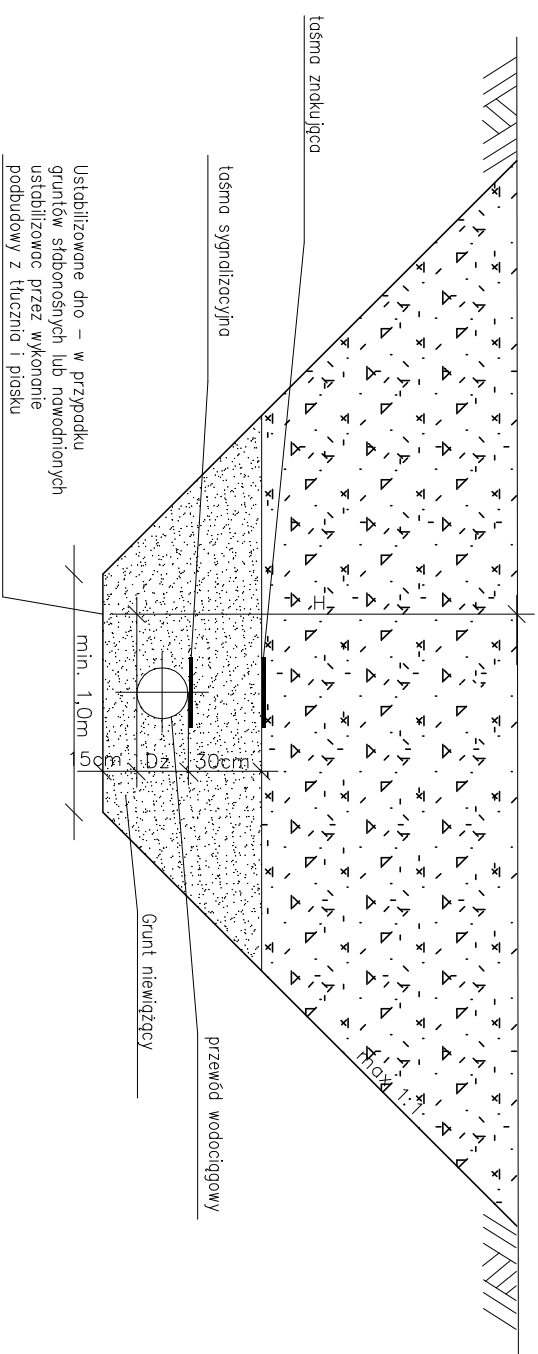 taśma znakująca
taśma sygnalizacyjna
Ustabilizowane dno – w przypadku
gruntów słabonośnych lub nawodnionych
ustabilizowac przez wykonanie
podbudowy z tłucznia i piasku
H
min. 1,0m
15cm
Dz
30cm
max 1:1
Grunt niewiążący
przewód wodociągowy